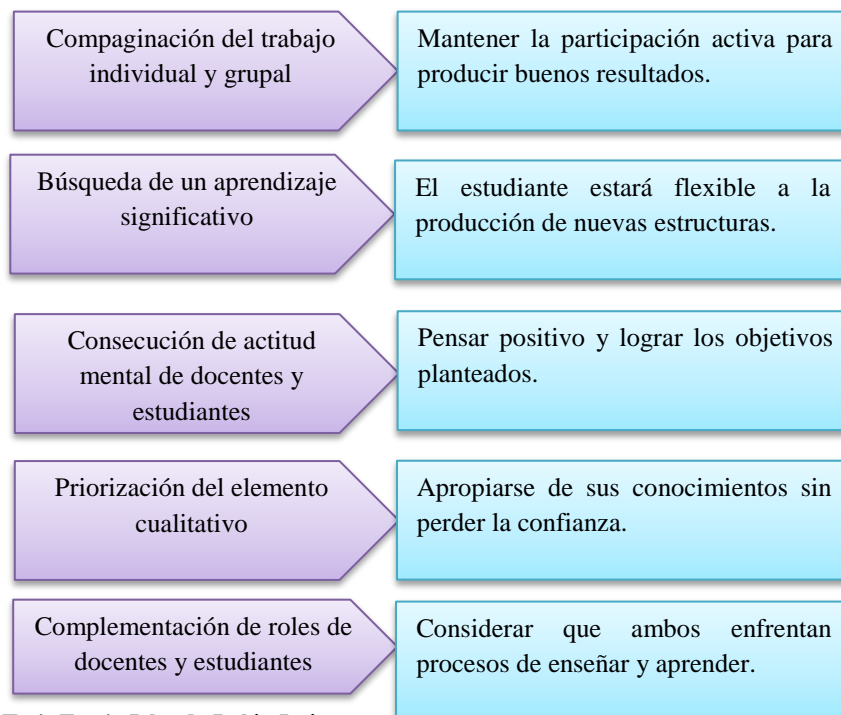 Compaginación del trabajo
individual y grupal
Mantener la participación activa para
producir buenos resultados.
Búsqueda de un aprendizaje
significativo
El estudiante estará flexible a la
producción de nuevas estructuras.
Consecución de actitud
mental de docentes y
estudiantes
Pensar positivo y lograr los objetivos
planteados.
Priorización del elemento
cualitativo
Apropiarse de sus conocimientos sin
perder la confianza.
Complementación de roles de
docentes y estudiantes
Considerar que ambos enfrentan
procesos de enseñar y aprender.